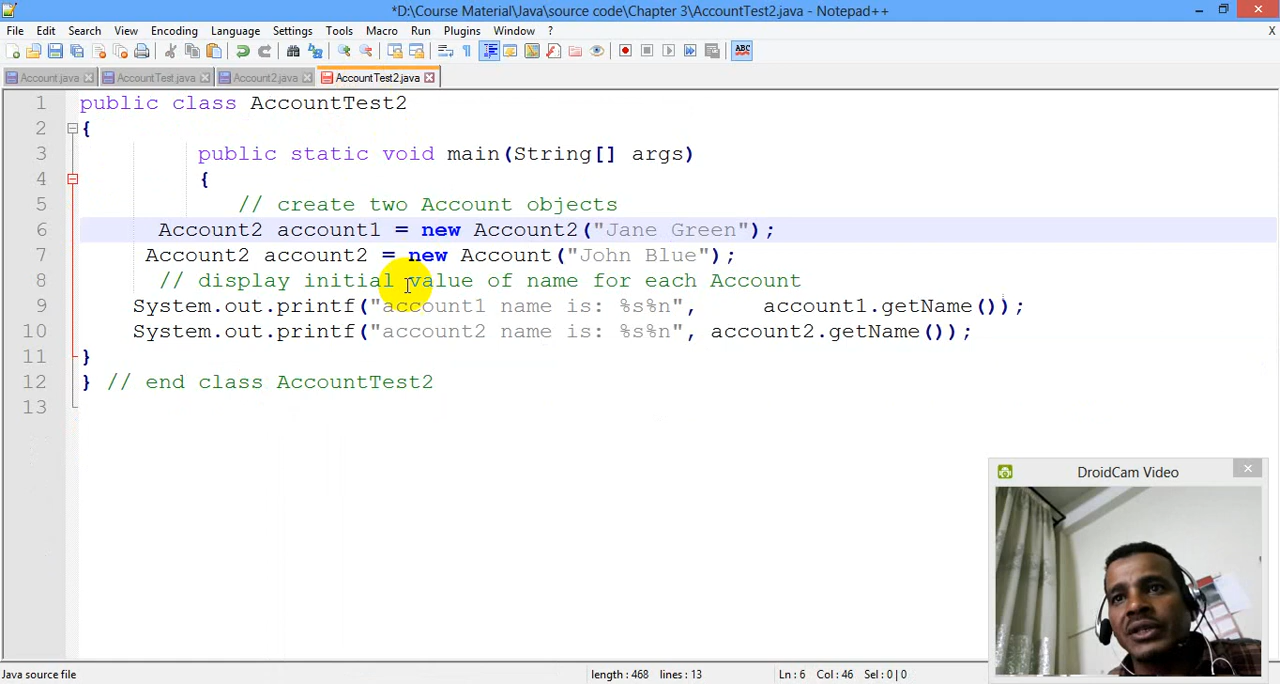 *D:\Course Material\Java\source code\Chapter 3\AccountTest2.java - Notepad++
File Edit Search View Encoding Language Settings Tools Macro Run Plugins Window ? X
ABC
Account.java AccountTest.java Account2.java AccountTest2.java
1 public class AccountTest2
2 {
3 public static void main(String[] args)
4 {
5 // create two Account objects
6 Account2 account1 = new Account2("Jane Green");
7 Account2 account2 = new Account("John Blue");
8 // display initial value of name for each Account
9 System.out.printf("account1 name is: %s%n", account1.getName());
10 System.out.printf("account2 name is: %s%n", account2.getName());
11 }
12 } // end class AccountTest2
13
DroidCam Video
Java source file length : 468 lines : 13 Ln : 6 Col : 46 Sel : 0 | 0